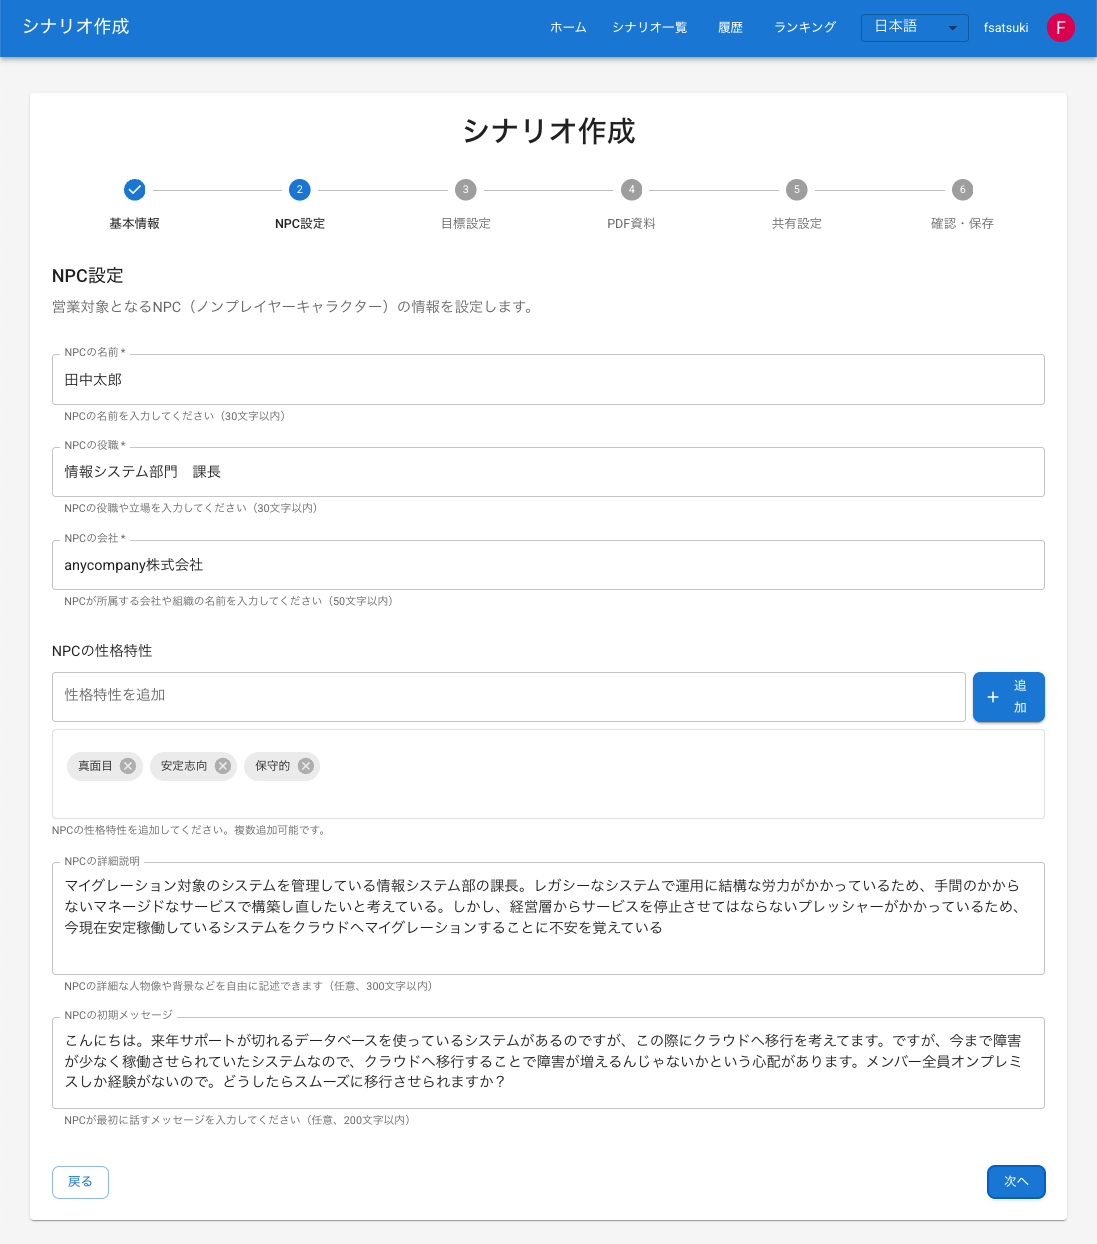 シナリオ作成
ホーム シナリオ一覧 履歴 ランキング 日本語 fsatsuki F
シナリオ作成
2 3 4 5 6
基本情報 NPC設定 目標設定 PDF資料 共有設定 確認・保存
NPC設定
営業対象となるNPC（ノンプレイヤーキャラクター）の情報を設定します。
NPCの名前 *
田中太郎
NPCの名前を入力してください（30文字以内）
NPCの役職 *
情報システム部門　課長
NPCの役職や立場を入力してください（30文字以内）
NPCの会社 *
anycompany株式会社
NPCが所属する会社や組織の名前を入力してください（50文字以内）
NPCの性格特性
性格特性を追加
+ 追
加
真面目 安定志向 保守的
NPCの性格特性を追加してください。複数追加可能です。
NPCの詳細説明
マイグレーション対象のシステムを管理している情報システム部の課長。レガシーなシステムで運用に結構な労力がかかっているため、手間のかから
ないマネージドなサービスで構築し直したいと考えている。しかし、経営層からサービスを停止させてはならないプレッシャーがかかっているため、
今現在安定稼働しているシステムをクラウドへマイグレーションすることに不安を覚えている
NPCの詳細な人物像や背景などを自由に記述できます（任意、300文字以内）
NPCの初期メッセージ
こんにちは。来年サポートが切れるデータベースを使っているシステムがあるのですが、この際にクラウドへ移行を考えてます。ですが、今まで障害
が少なく稼働させられていたシステムなので、クラウドへ移行することで障害が増えるんじゃないかという心配があります。メンバー全員オンプレミ
スしか経験がないので。どうしたらスムーズに移行させられますか？
NPCが最初に話すメッセージを入力してください（任意、200文字以内）
戻る 次へ